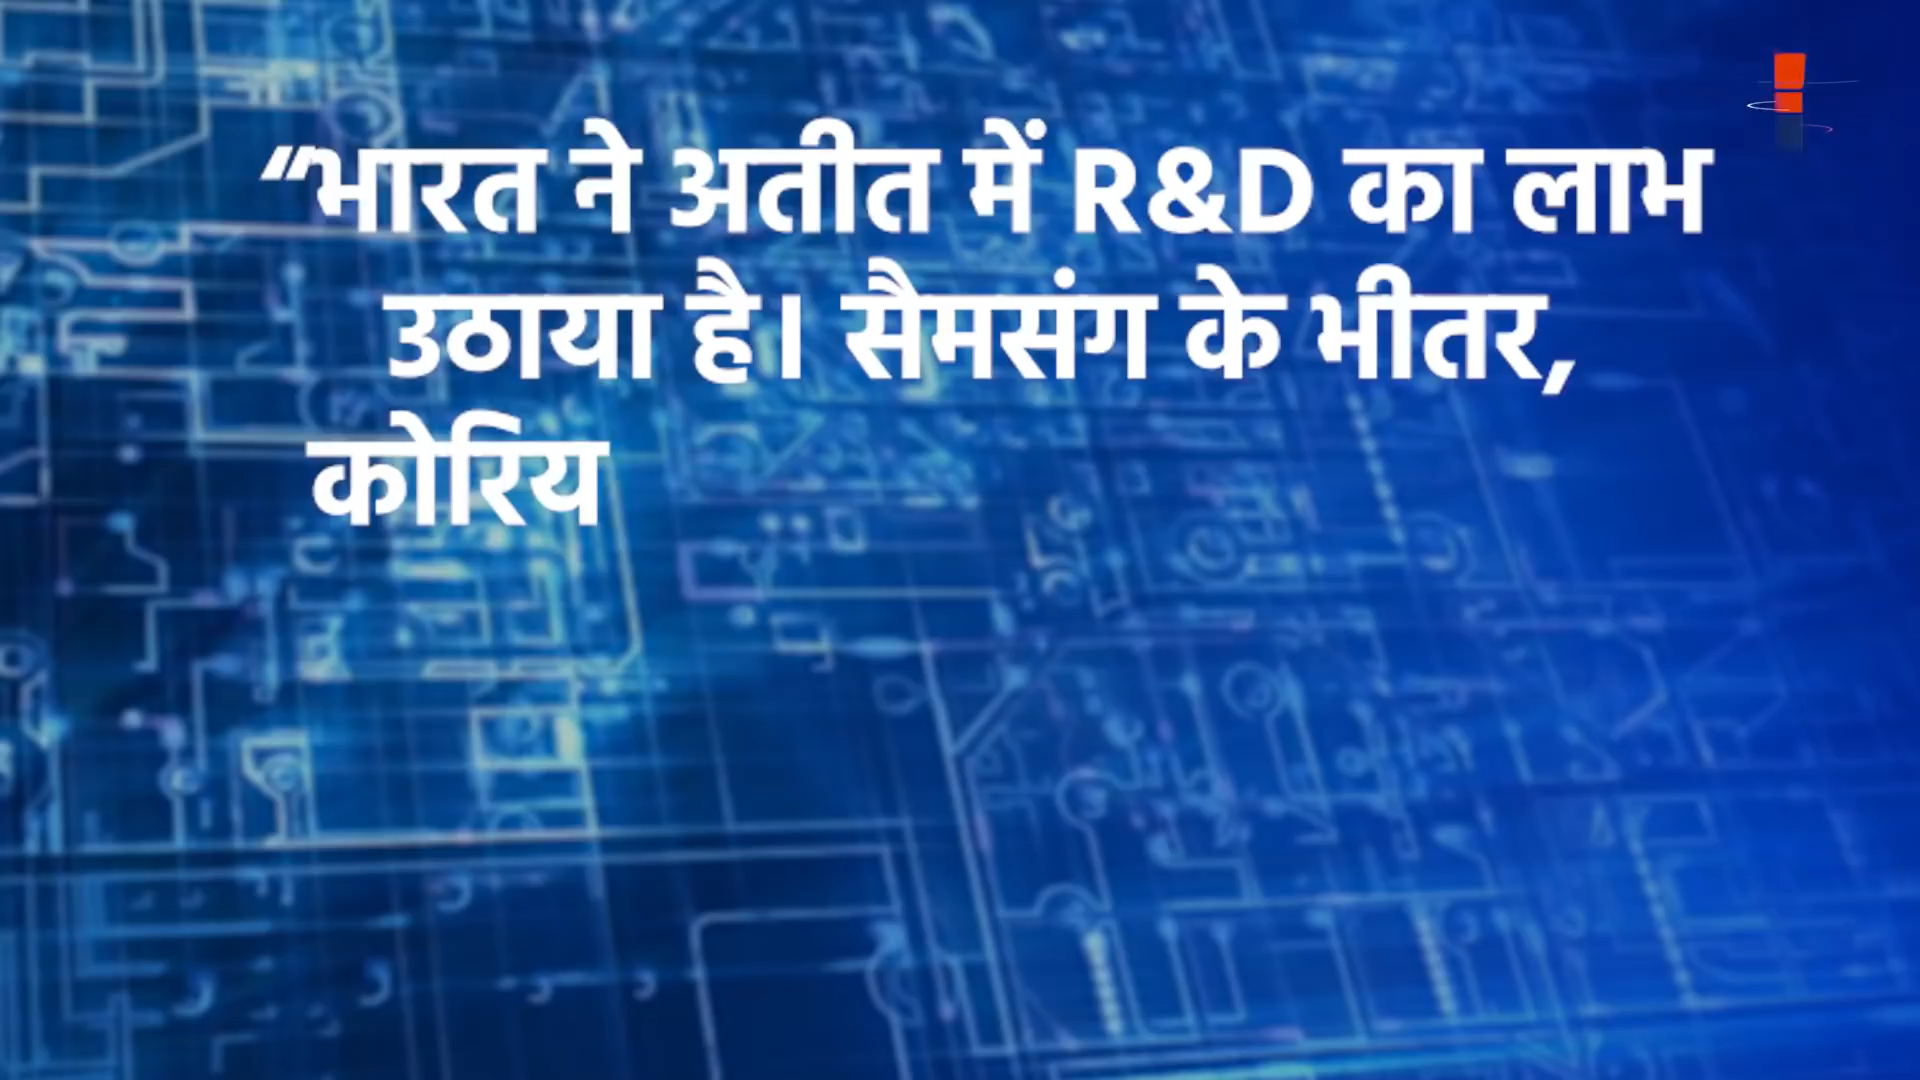 “भारत ने अतीत में R&D का लाभ
उठाया है। सैमसंग के भीतर,
कोरिय